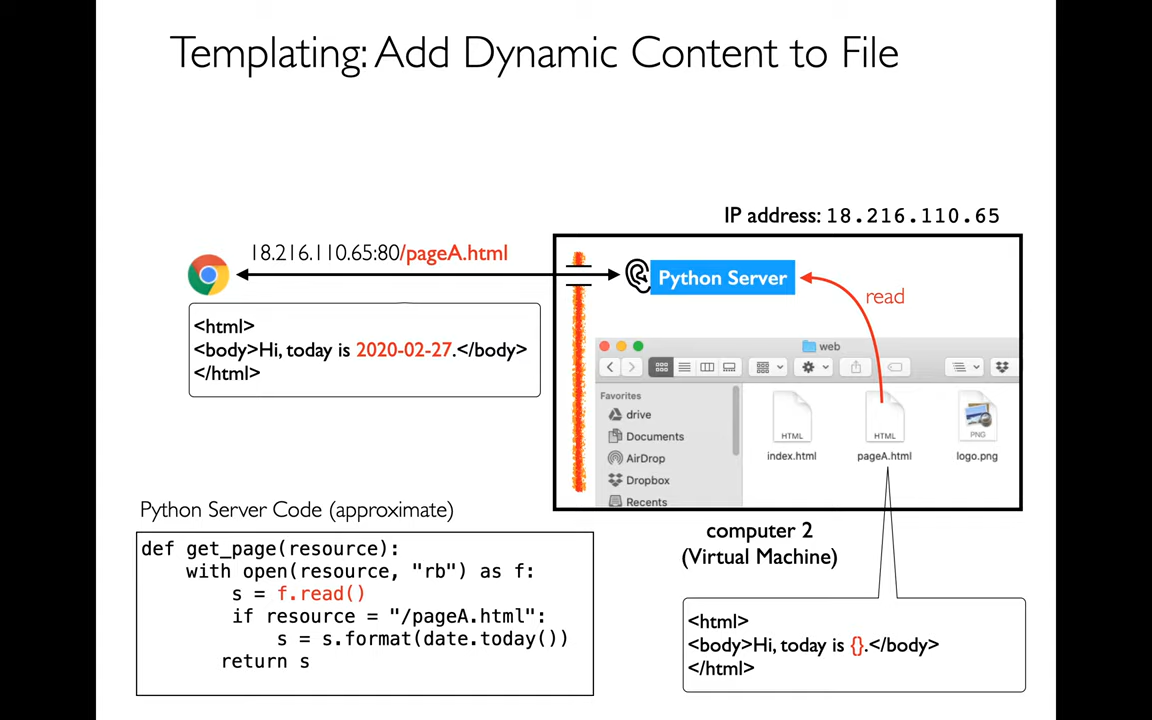 Templating: Add Dynamic Content to File
IP address: 18.216.110.65
18.216.110.65:80/pageA.html
Python Server
read
<html>
<body>Hi, today is 2020-02-27.</body>
</html>
web
Favorites
drive
Documents
AirDrop
Dropbox
Recents
HTML
index.html
HTML
pageA.html
PNG
logo.png
computer 2
(Virtual Machine)
Python Server Code (approximate)
def get_page(resource):
    with open(resource, "rb") as f:
        s = f.read()
        if resource = "/pageA.html":
            s = s.format(date.today())
       return s
<html>
<body>Hi, today is {}.</body>
</html>